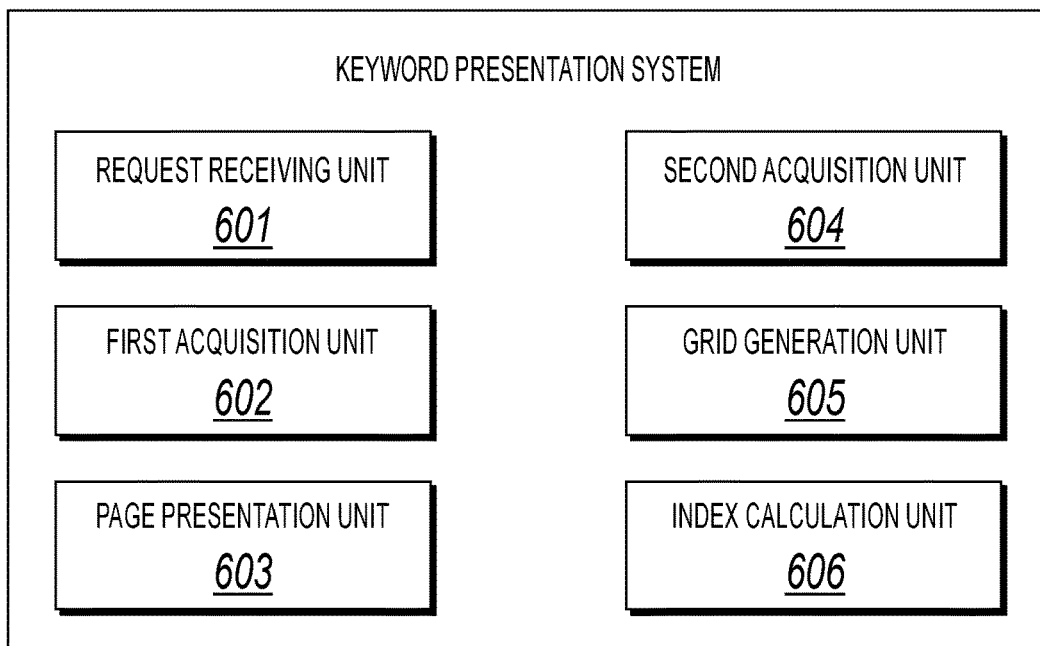 KEYWORD PRESENTATION SYSTEM
REQUEST RECEIVING UNIT
601
FIRST ACQUISITION UNIT
602
PAGE PRESENTATION UNIT
603
SECOND ACQUISITION UNIT
604
GRID GENERATION UNIT
605
INDEX CALCULATION UNIT
606